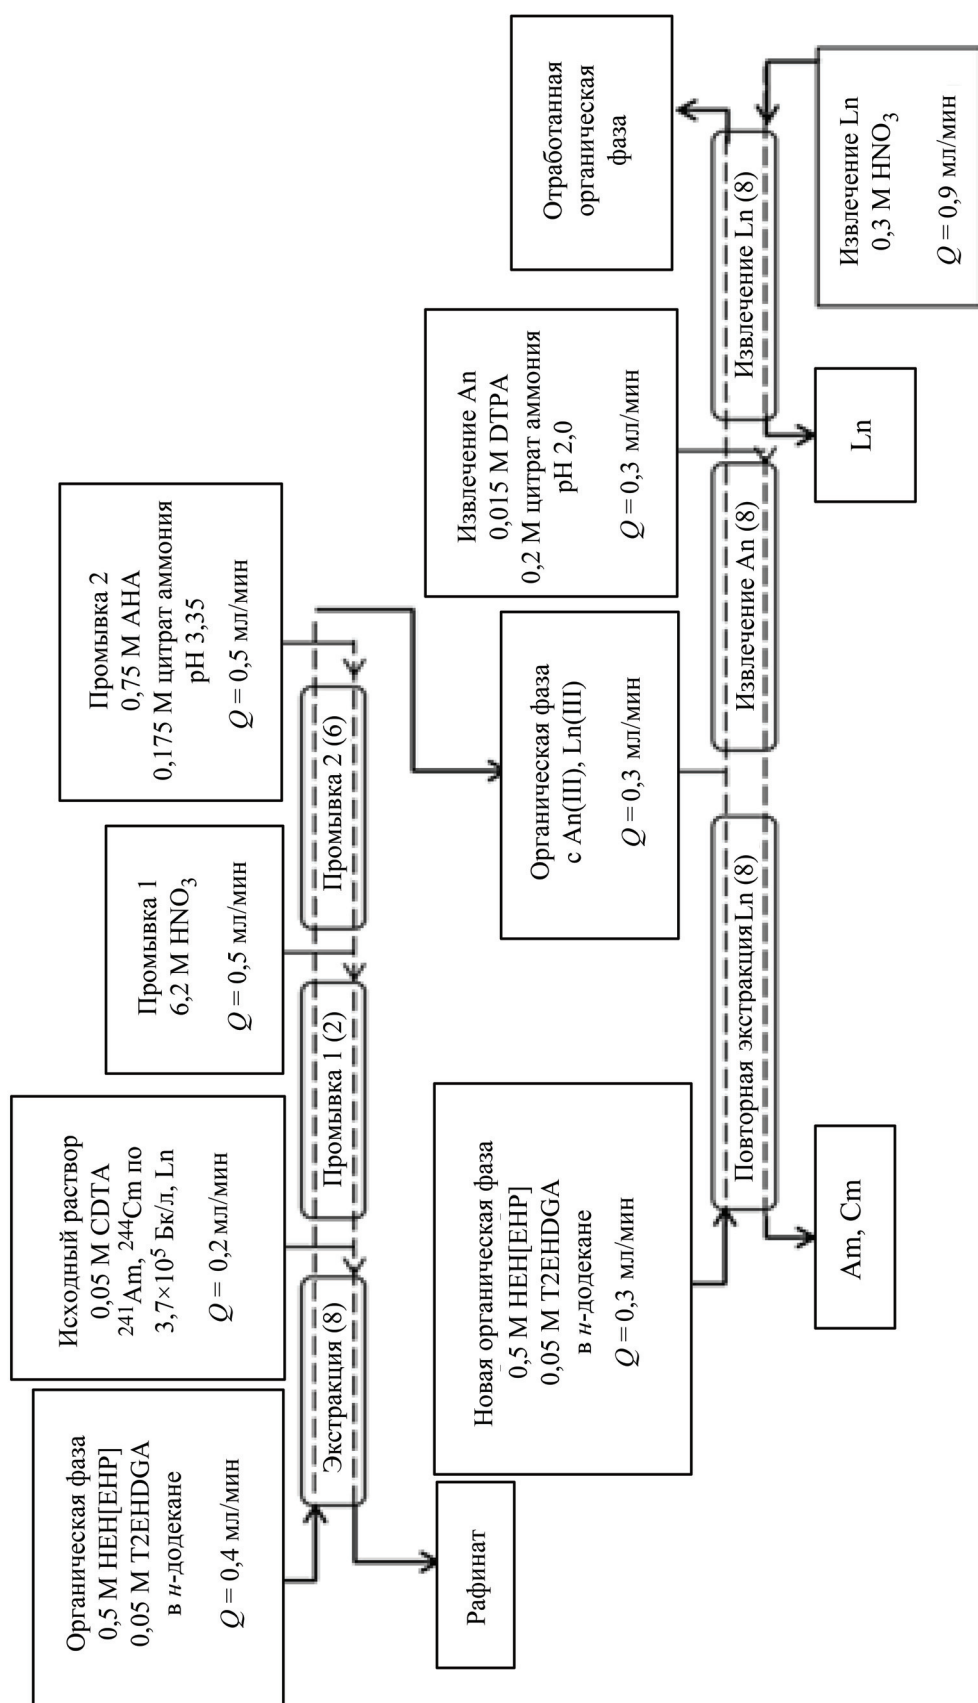 Органическая фаза
0,5 М HEH[EHP]
0,05 М T2EHDGA
в н-додекане
Q = 0,4 мл/мин
Исходный раствор
0,05 М CDTA
²⁴¹Am, ²⁴⁴Cm по
3,7×10⁵ Бк/л, Ln
Q = 0,2 мл/мин
Промывка 1
6,2 М HNO₃
Q = 0,5 мл/мин
Промывка 2
0,75 М AHA
0,175 М цитрат аммония
pH 3,35
Q = 0,5 мл/мин
Экстракция (8)
Промывка 1 (2)
Промывка 2 (6)
Рафинат
Новая органическая фаза
0,5 М HEH[EHP]
0,05 М T2EHDGA
в н-додекане
Q = 0,3 мл/мин
Органическая фаза
с An(III), Ln(III)
Q = 0,3 мл/мин
Извлечение An
0,015 М DTPA
0,2 М цитрат аммония
pH 2,0
Q = 0,3 мл/мин
Отработанная
органическая
фаза
Повторная экстракция Ln (8)
Извлечение An (8)
Извлечение Ln (8)
Am, Cm
Ln
Извлечение Ln
0,3 М HNO₃
Q = 0,9 мл/мин